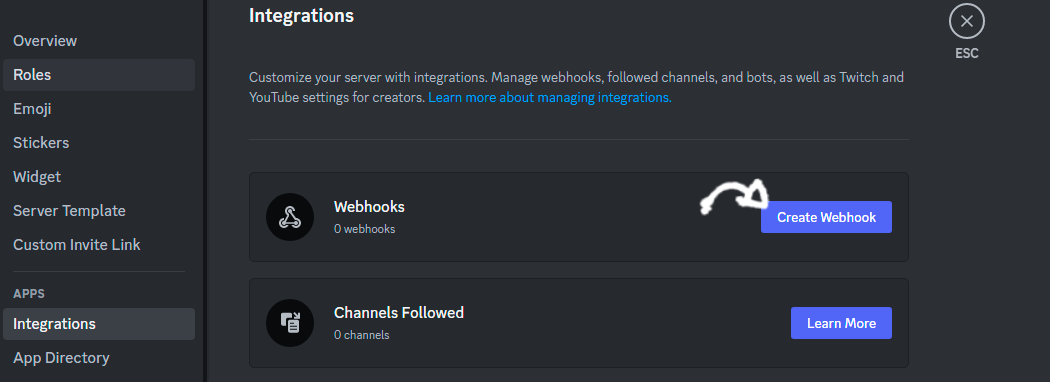 Overview
Roles
Emoji
Stickers
Widget
Server Template
Custom Invite Link
APPS
Integrations
App Directory
Integrations
ESC
Customize your server with integrations. Manage webhooks, followed channels, and bots, as well as Twitch and
YouTube settings for creators. Learn more about managing integrations.
Webhooks
0 webhooks
Create Webhook
Channels Followed
0 channels
Learn More